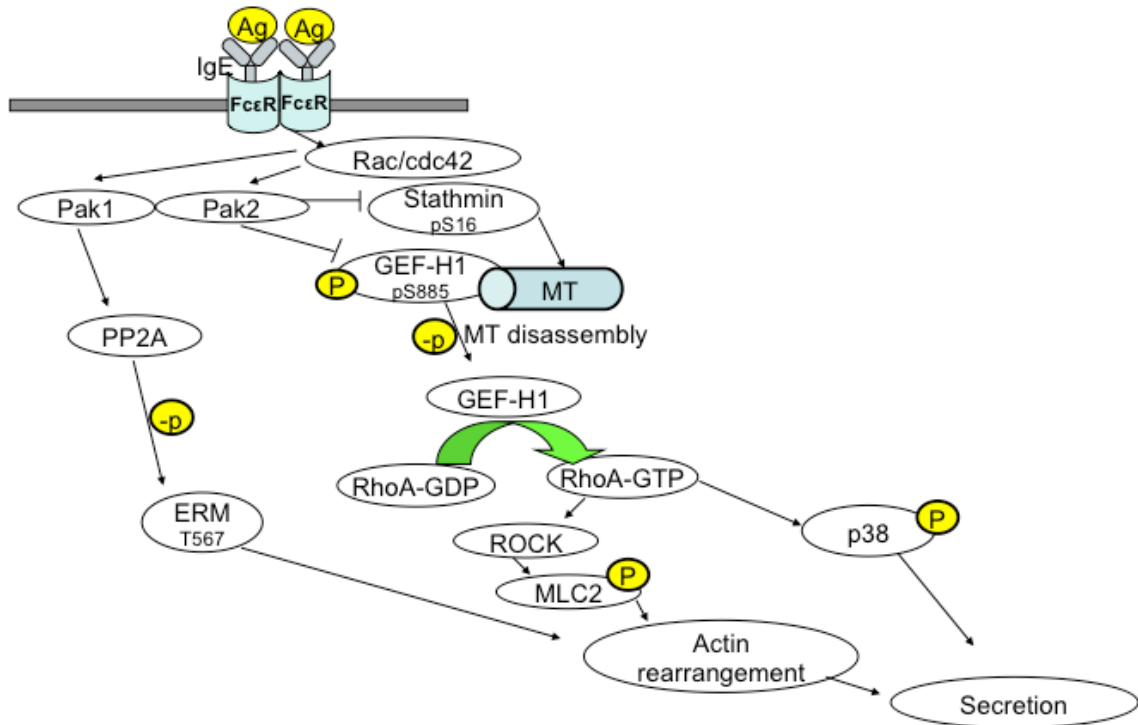 Ag Ag
IgE
FcεR FcεR
Rac/cdc42
Pak1 Pak2
Stathmin
pS16
GEF-H1
P
pS885
MT
-p MT disassembly
PP2A
GEF-H1
-p
RhoA-GDP RhoA-GTP
ERM
T567
P
p38
ROCK
P
MLC2
Actin
rearrangement
Secretion